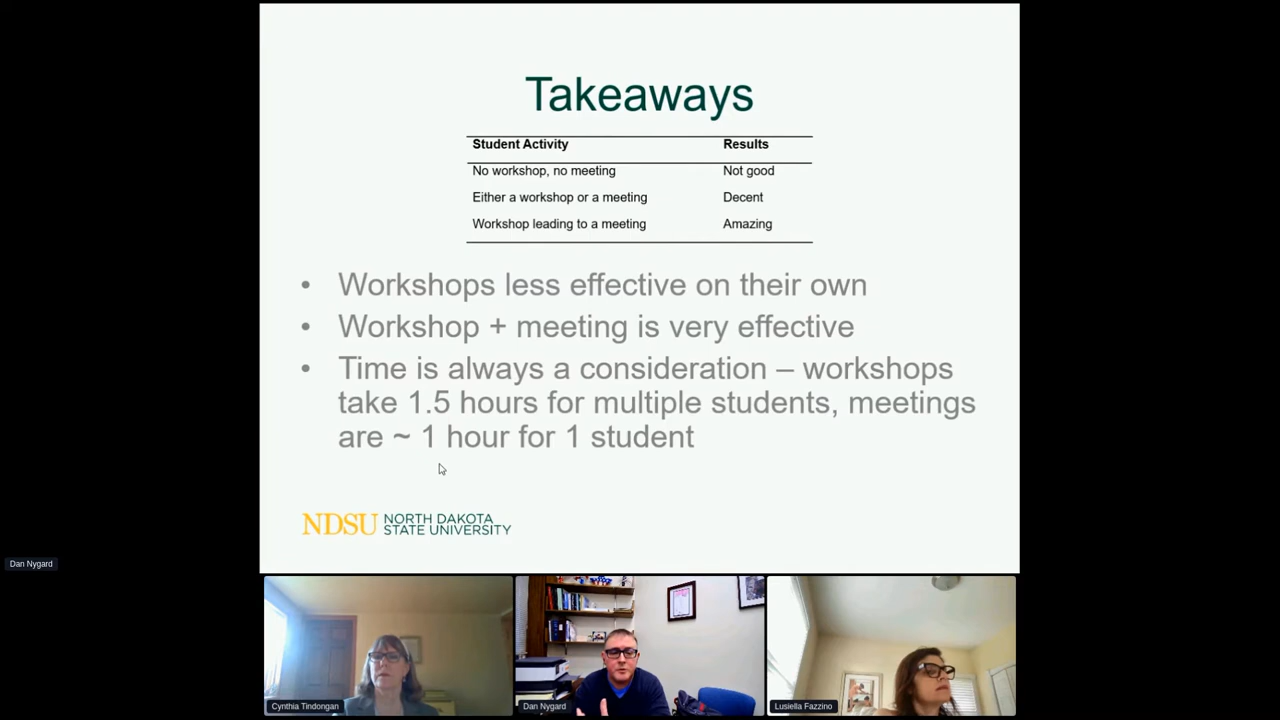 Takeaways
Student Activity Results
No workshop, no meeting Not good
Either a workshop or a meeting Decent
Workshop leading to a meeting Amazing
• Workshops less effective on their own
• Workshop + meeting is very effective
• Time is always a consideration – workshops
take 1.5 hours for multiple students, meetings
are ~ 1 hour for 1 student
NDSU NORTH DAKOTA
STATE UNIVERSITY
Dan Nygard
Cynthia Tindongan
Dan Nygard
Lusiella Fazzino